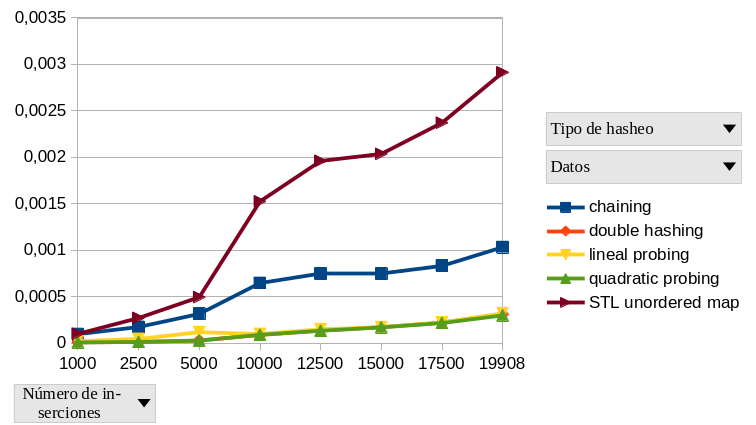 0,0035
0,003
0,0025
0,002
0,0015
0,001
0,0005
0
1000 2500 5000 10000 12500 15000 17500 19908
Número de in-
serciones
Tipo de hasheo
Datos
chaining
double hashing
lineal probing
quadratic probing
STL unordered map